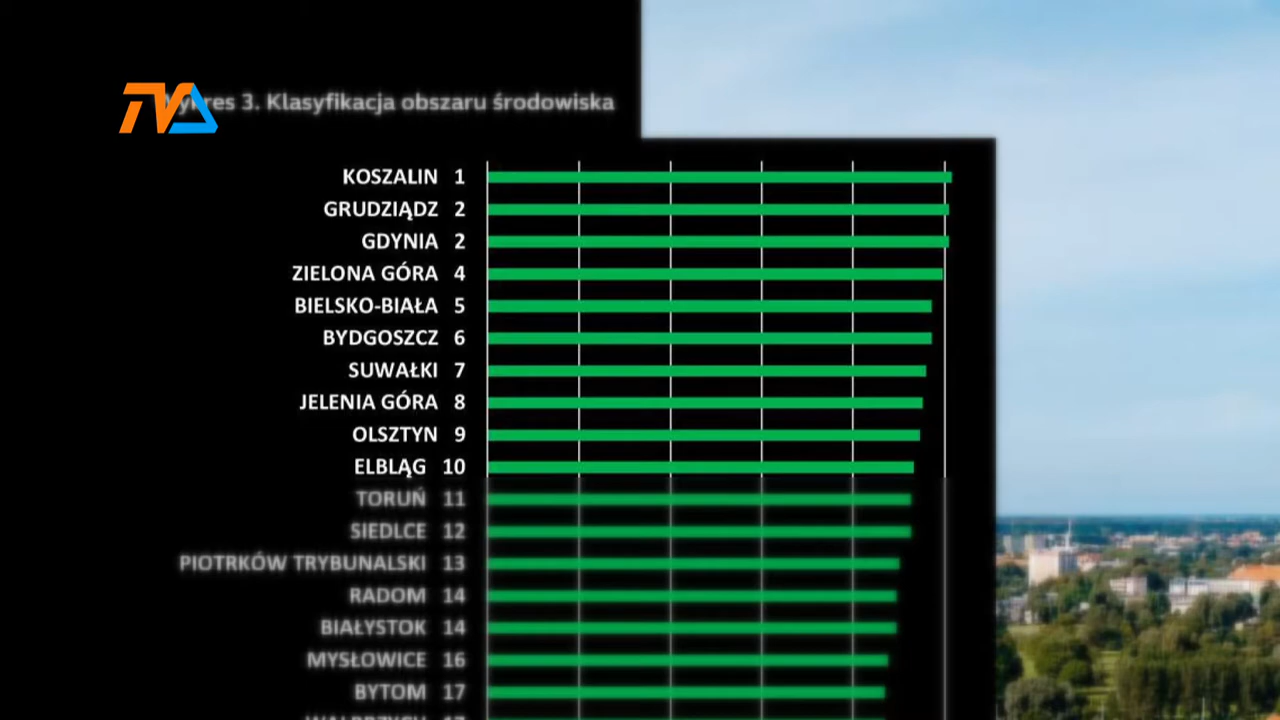 TVA
Wykres 3. Klasyfikacja obszaru środowiska
KOSZALIN 1
GRUDZIĄDZ 2
GDYNIA 2
ZIELONA GÓRA 4
BIELSKO-BIAŁA 5
BYDGOSZCZ 6
SUWAŁKI 7
JELENIA GÓRA 8
OLSZTYN 9
ELBLĄG 10
TORUŃ 11
SIEDLCE 12
PIOTRKÓW TRYBUNALSKI 13
RADOM 14
BIAŁYSTOK 14
MYSŁOWICE 16
BYTOM 17